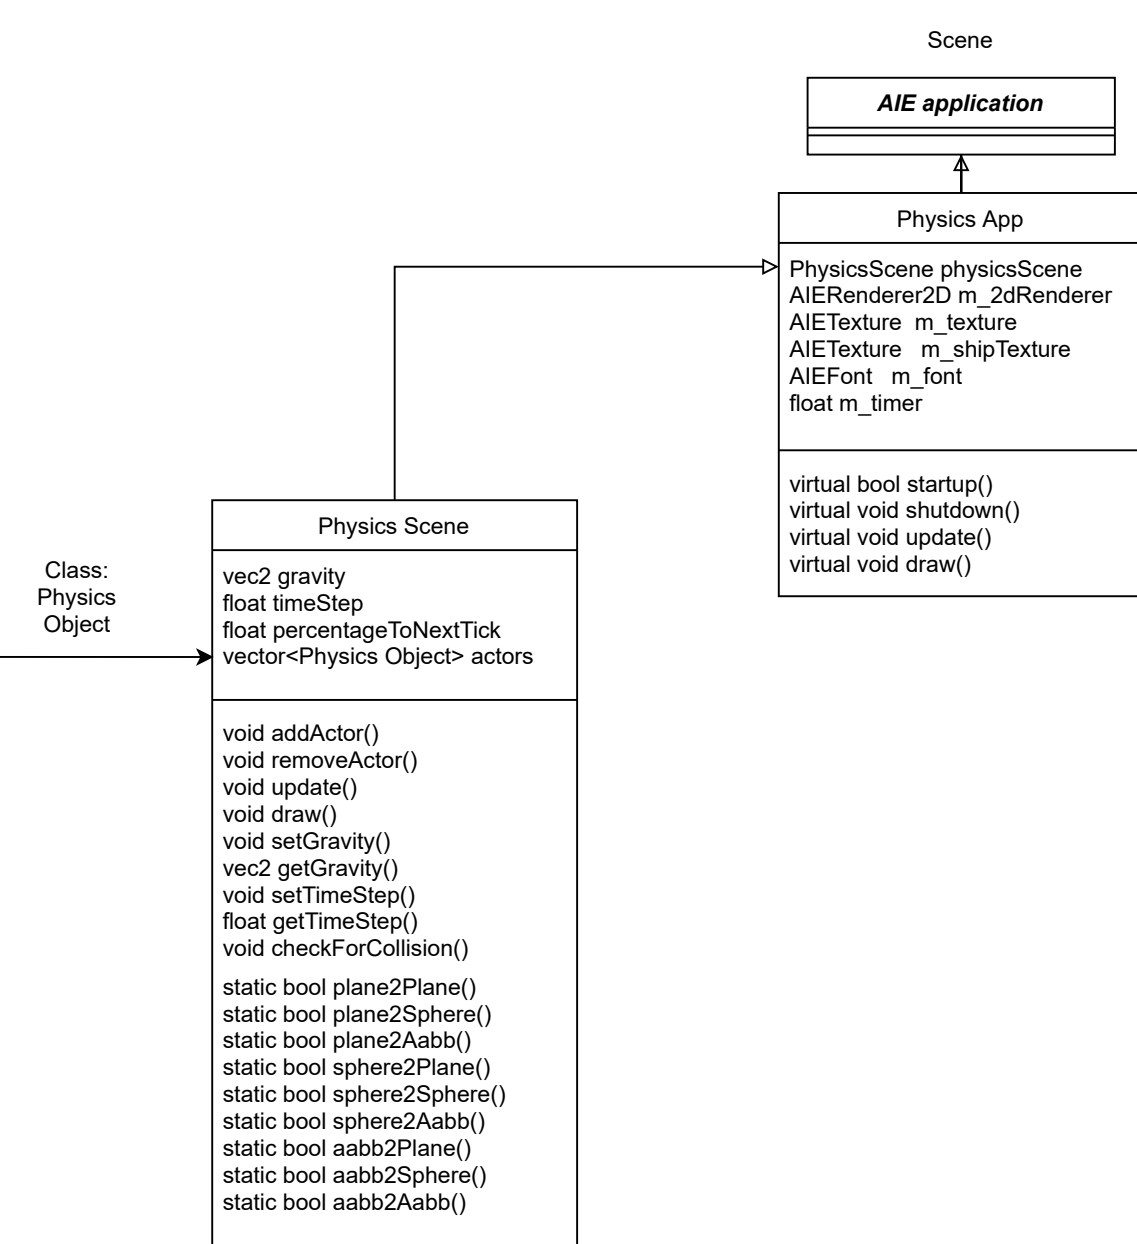 Scene
AIE application
Physics App
PhysicsScene physicsScene
AIERenderer2D m_2dRenderer
AIETexture  m_texture
AIETexture   m_shipTexture
AIEFont   m_font
float m_timer
virtual bool startup()
virtual void shutdown()
virtual void update()
virtual void draw()
Class:
Physics
Object
Physics Scene
vec2 gravity
float timeStep
float percentageToNextTick
vector<Physics Object> actors
void addActor()
void removeActor()
void update()
void draw()
void setGravity()
vec2 getGravity()
void setTimeStep()
float getTimeStep()
void checkForCollision()
static bool plane2Plane()
static bool plane2Sphere()
static bool plane2Aabb()
static bool sphere2Plane()
static bool sphere2Sphere()
static bool sphere2Aabb()
static bool aabb2Plane()
static bool aabb2Sphere()
static bool aabb2Aabb()